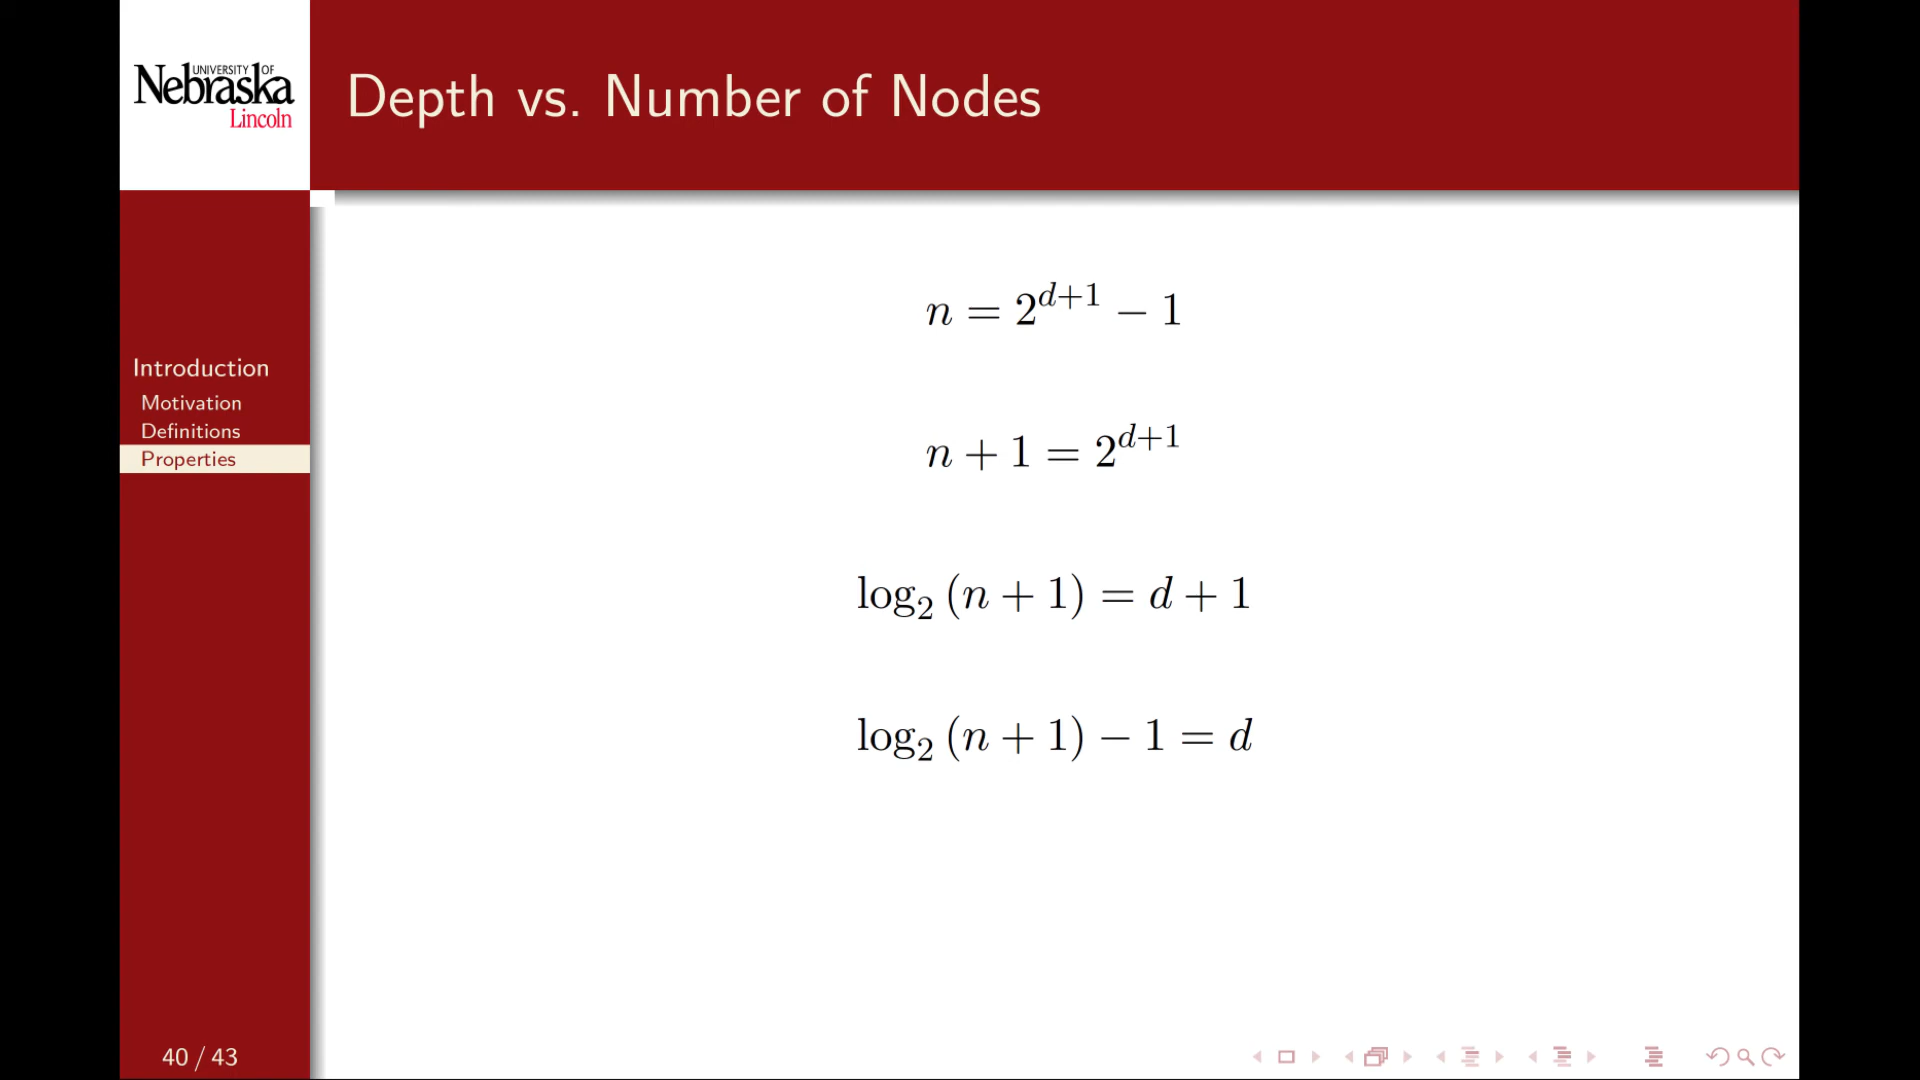 UNIVERSITY OF
Nebraska
Lincoln
Depth vs. Number of Nodes
Introduction
Motivation
Definitions
Properties
n = 2^{d+1} − 1
n + 1 = 2^{d+1}
log₂ (n + 1) = d + 1
log₂ (n + 1) − 1 = d
40 / 43